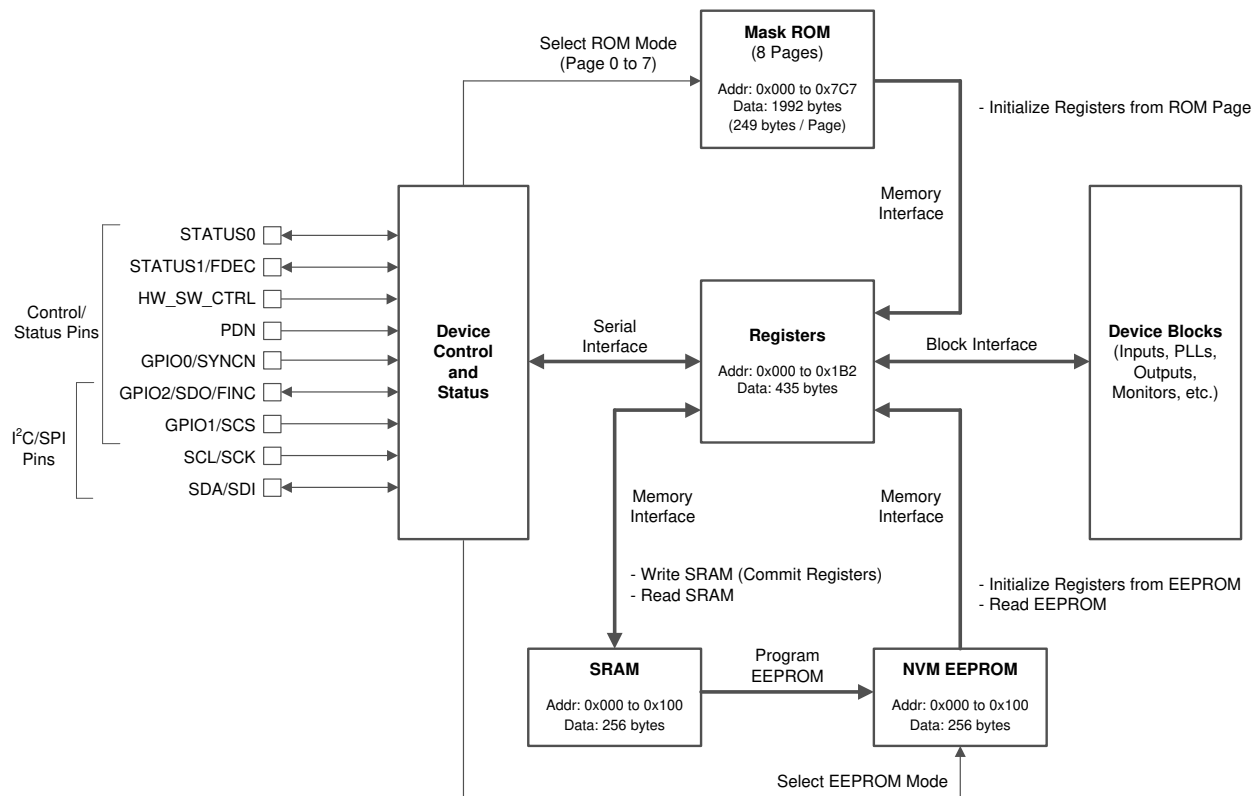 Mask ROM
(8 Pages)
Addr: 0x000 to 0x7C7
Data: 1992 bytes
(249 bytes / Page)
Select ROM Mode
(Page 0 to 7)
- Initialize Registers from ROM Page
Memory
Interface
STATUS0
STATUS1/FDEC
HW_SW_CTRL
PDN
GPIO0/SYNCN
GPIO2/SDO/FINC
GPIO1/SCS
SCL/SCK
SDA/SDI
Control/
Status Pins
I²C/SPI
Pins
Device
Control
and
Status
Serial
Interface
Registers
Addr: 0x000 to 0x1B2
Data: 435 bytes
Block Interface
Device Blocks
(Inputs, PLLs,
Outputs,
Monitors, etc.)
Memory
Interface
- Write SRAM (Commit Registers)
- Read SRAM
Memory
Interface
- Initialize Registers from EEPROM
- Read EEPROM
SRAM
Addr: 0x000 to 0x100
Data: 256 bytes
Program
EEPROM
NVM EEPROM
Addr: 0x000 to 0x100
Data: 256 bytes
Select EEPROM Mode